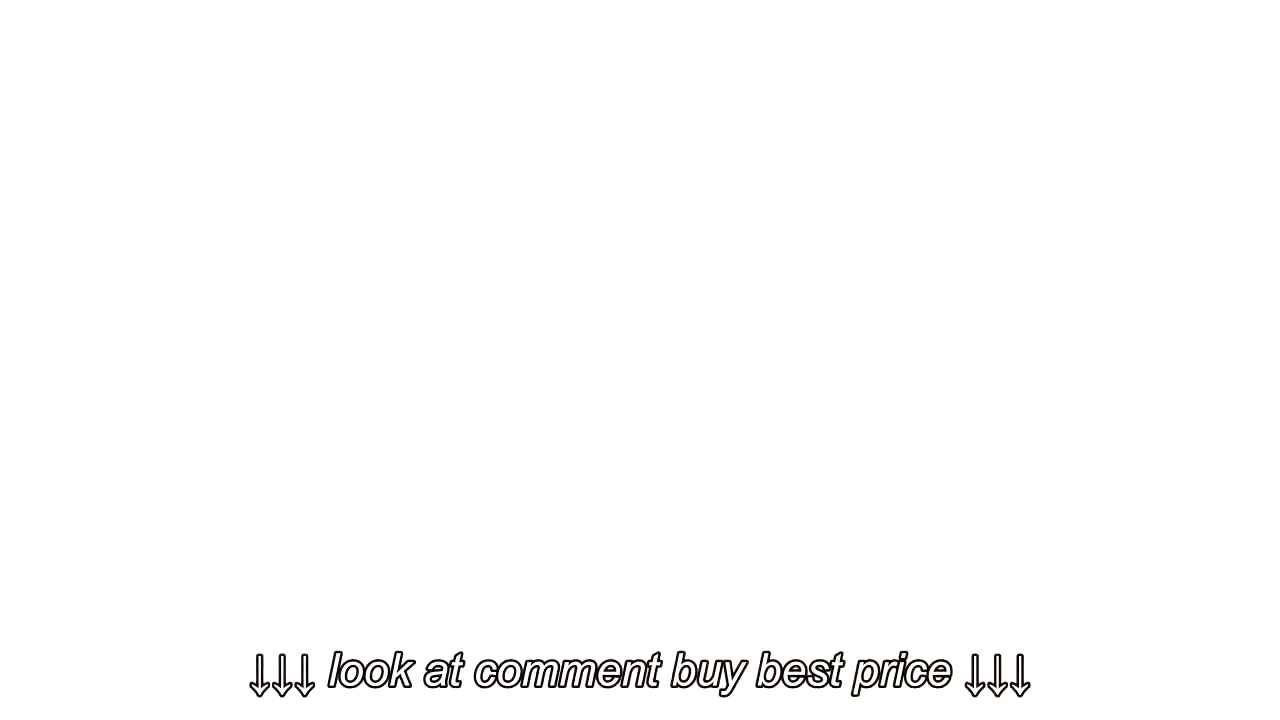 ↓↓↓ look at comment buy best price ↓↓↓